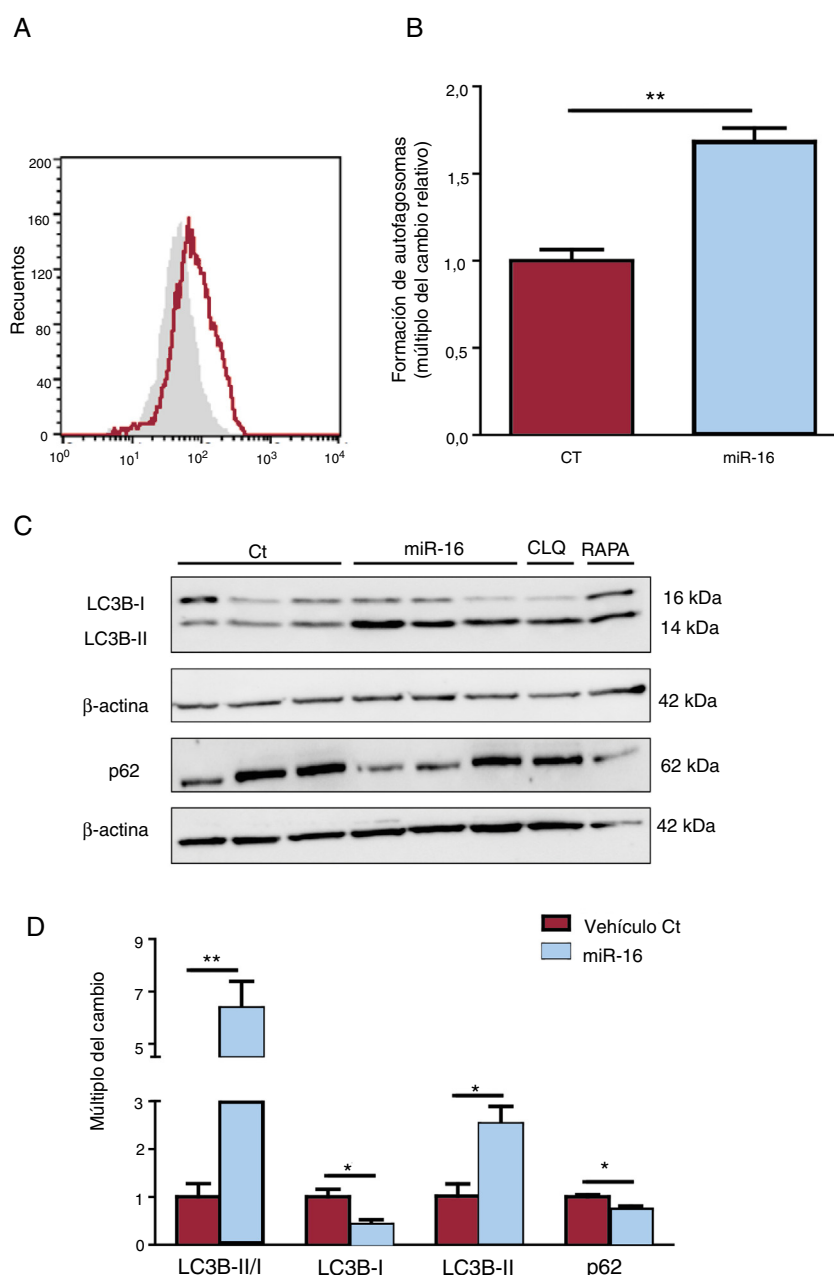 A
200
160
120
80
40
0
Recuentos
10⁰ 10¹ 10² 10³ 10⁴
B
2,0
1,5
1,0
0,5
0,0
Formación de autofagosomas
(múltiplo del cambio relativo)
**
CT miR-16
C
Ct miR-16 CLQ RAPA
LC3B-I 16 kDa
LC3B-II 14 kDa
β-actina 42 kDa
p62 62 kDa
β-actina 42 kDa
D
Vehículo Ct
miR-16
9
7
5
3
2
1
0
Múltiplo del cambio
**
*
*
*
LC3B-II/I LC3B-I LC3B-II p62